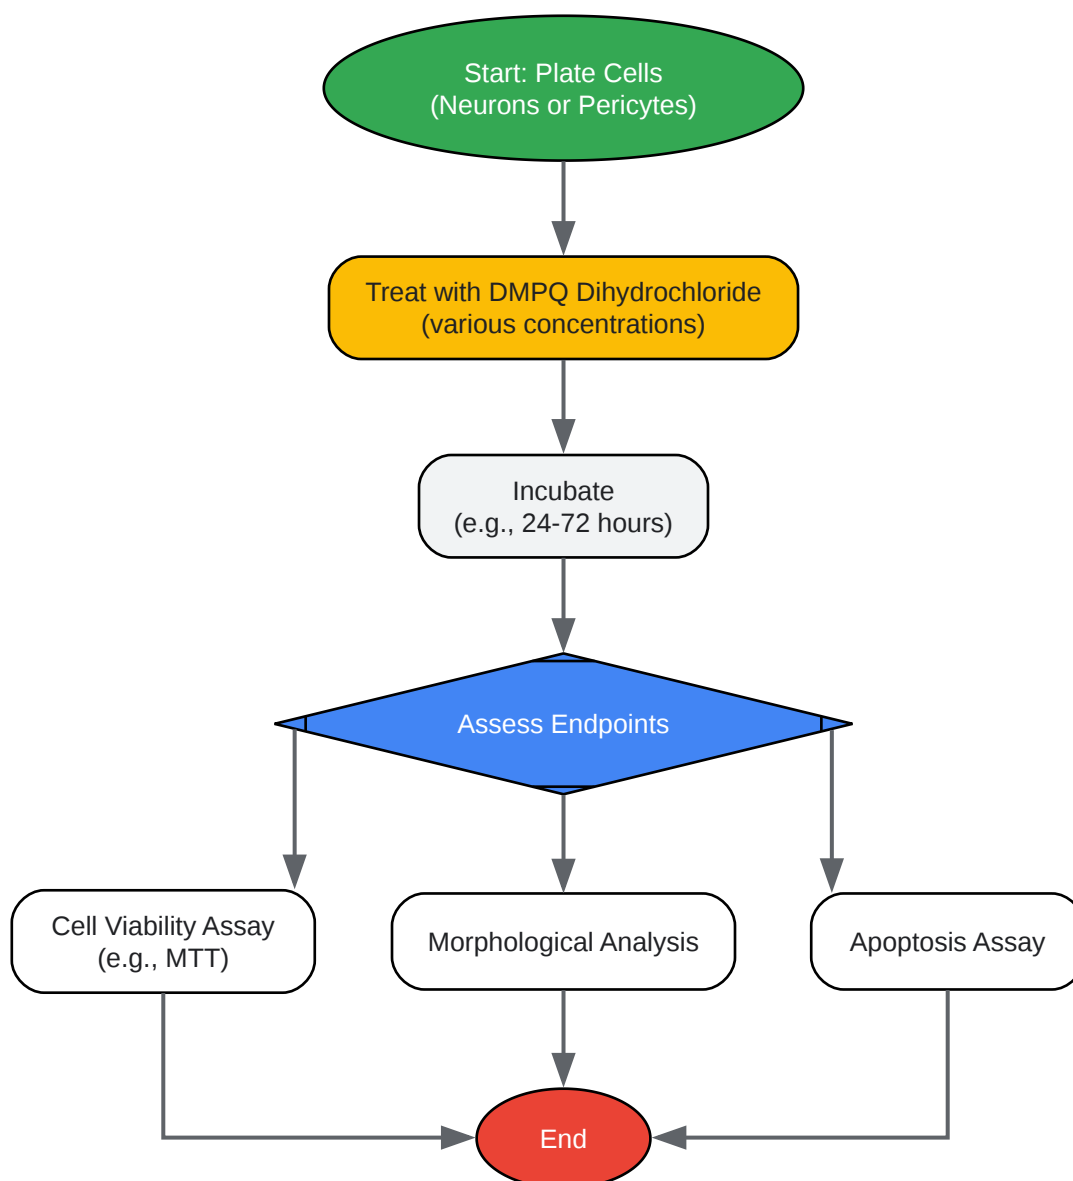 Start: Plate Cells
(Neurons or Pericytes)
Treat with DMPQ Dihydrochloride
(various concentrations)
Incubate
(e.g., 24-72 hours)
Assess Endpoints
Cell Viability Assay
(e.g., MTT)
Morphological Analysis
Apoptosis Assay
End